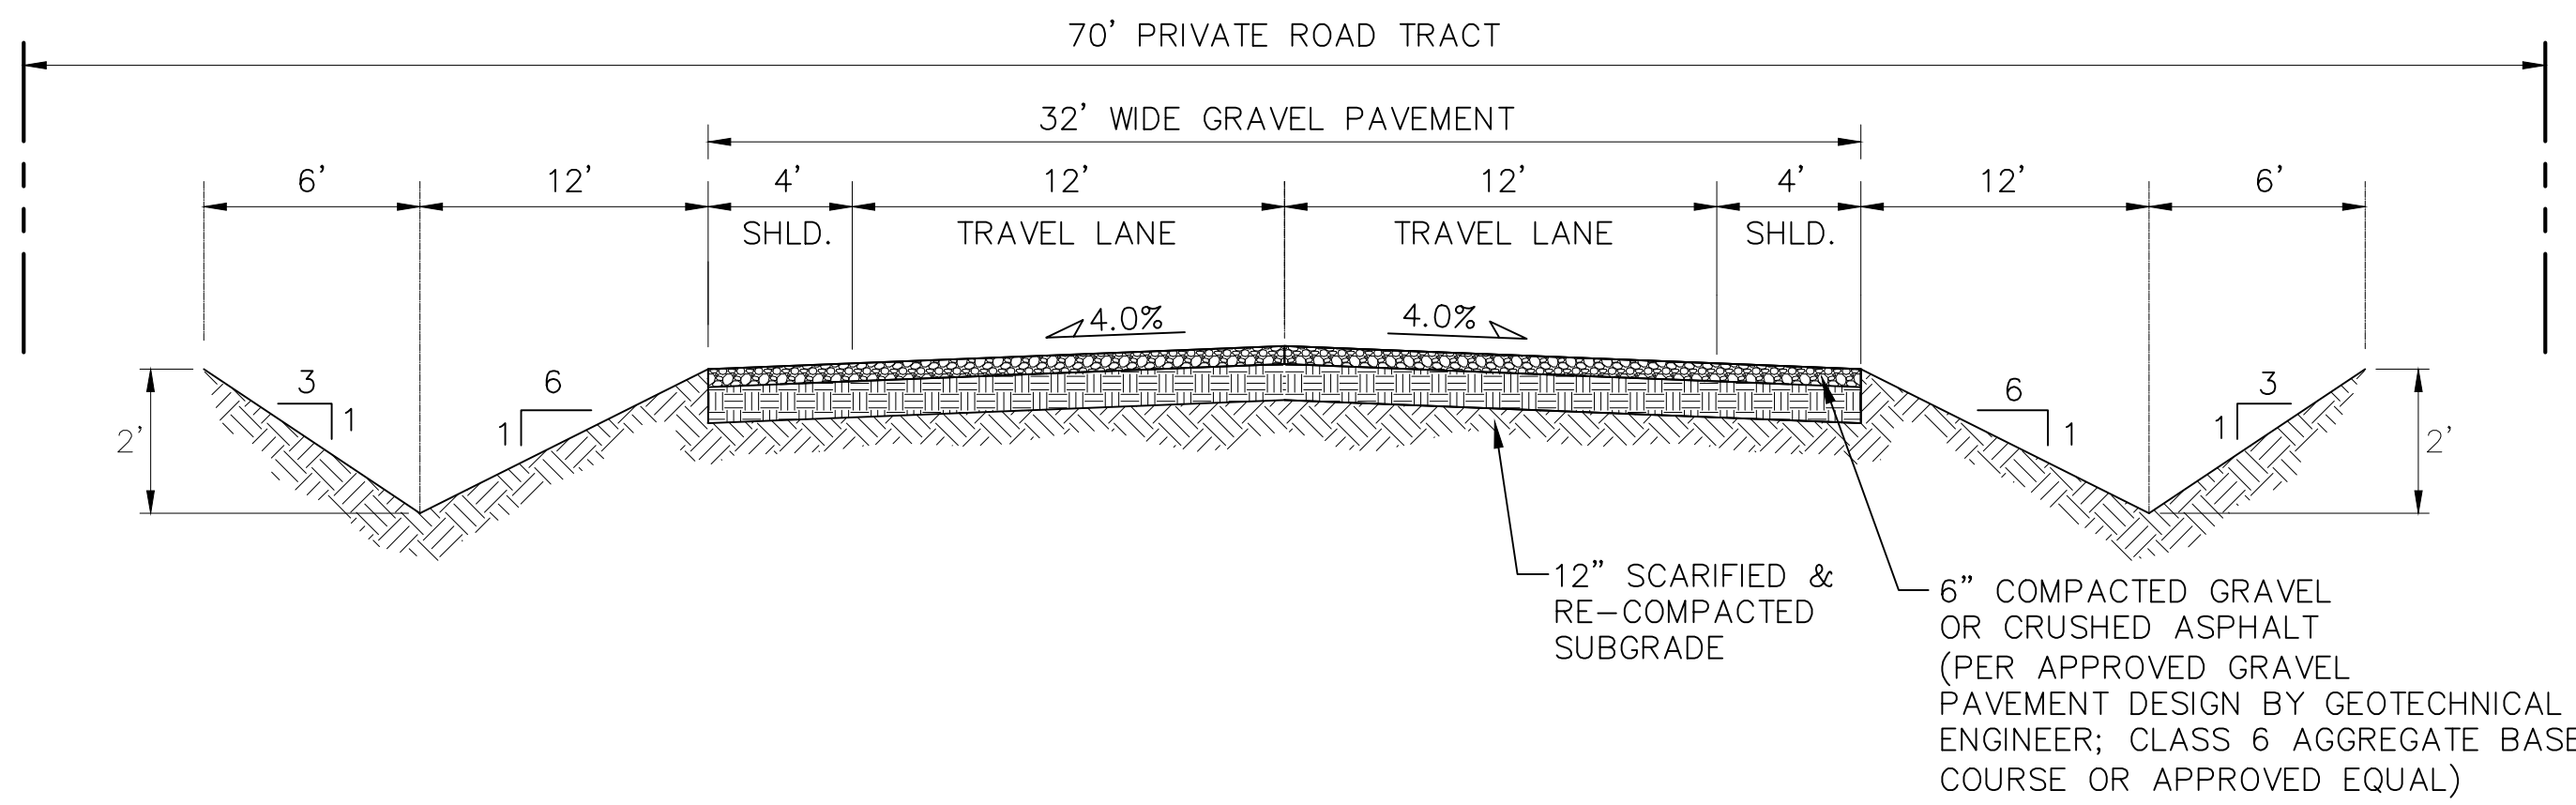 70' PRIVATE ROAD TRACT
32' WIDE GRAVEL PAVEMENT
6' 12' 4' 12' 12' 4' 12' 6'
SHLD. TRAVEL LANE TRAVEL LANE SHLD.
4.0% 4.0%
3 6 6 3
1 1 1 1
2' 2'
12" SCARIFIED &
RE-COMPACTED
SUBGRADE
6" COMPACTED GRAVEL
OR CRUSHED ASPHALT
(PER APPROVED GRAVEL
PAVEMENT DESIGN BY GEOTECHNICAL
ENGINEER; CLASS 6 AGGREGATE BASE
COURSE OR APPROVED EQUAL)